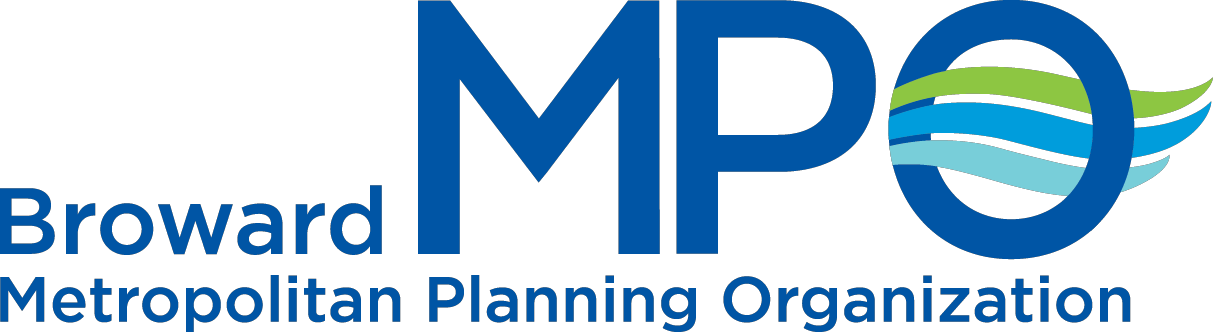 Broward MPO
Metropolitan Planning Organization